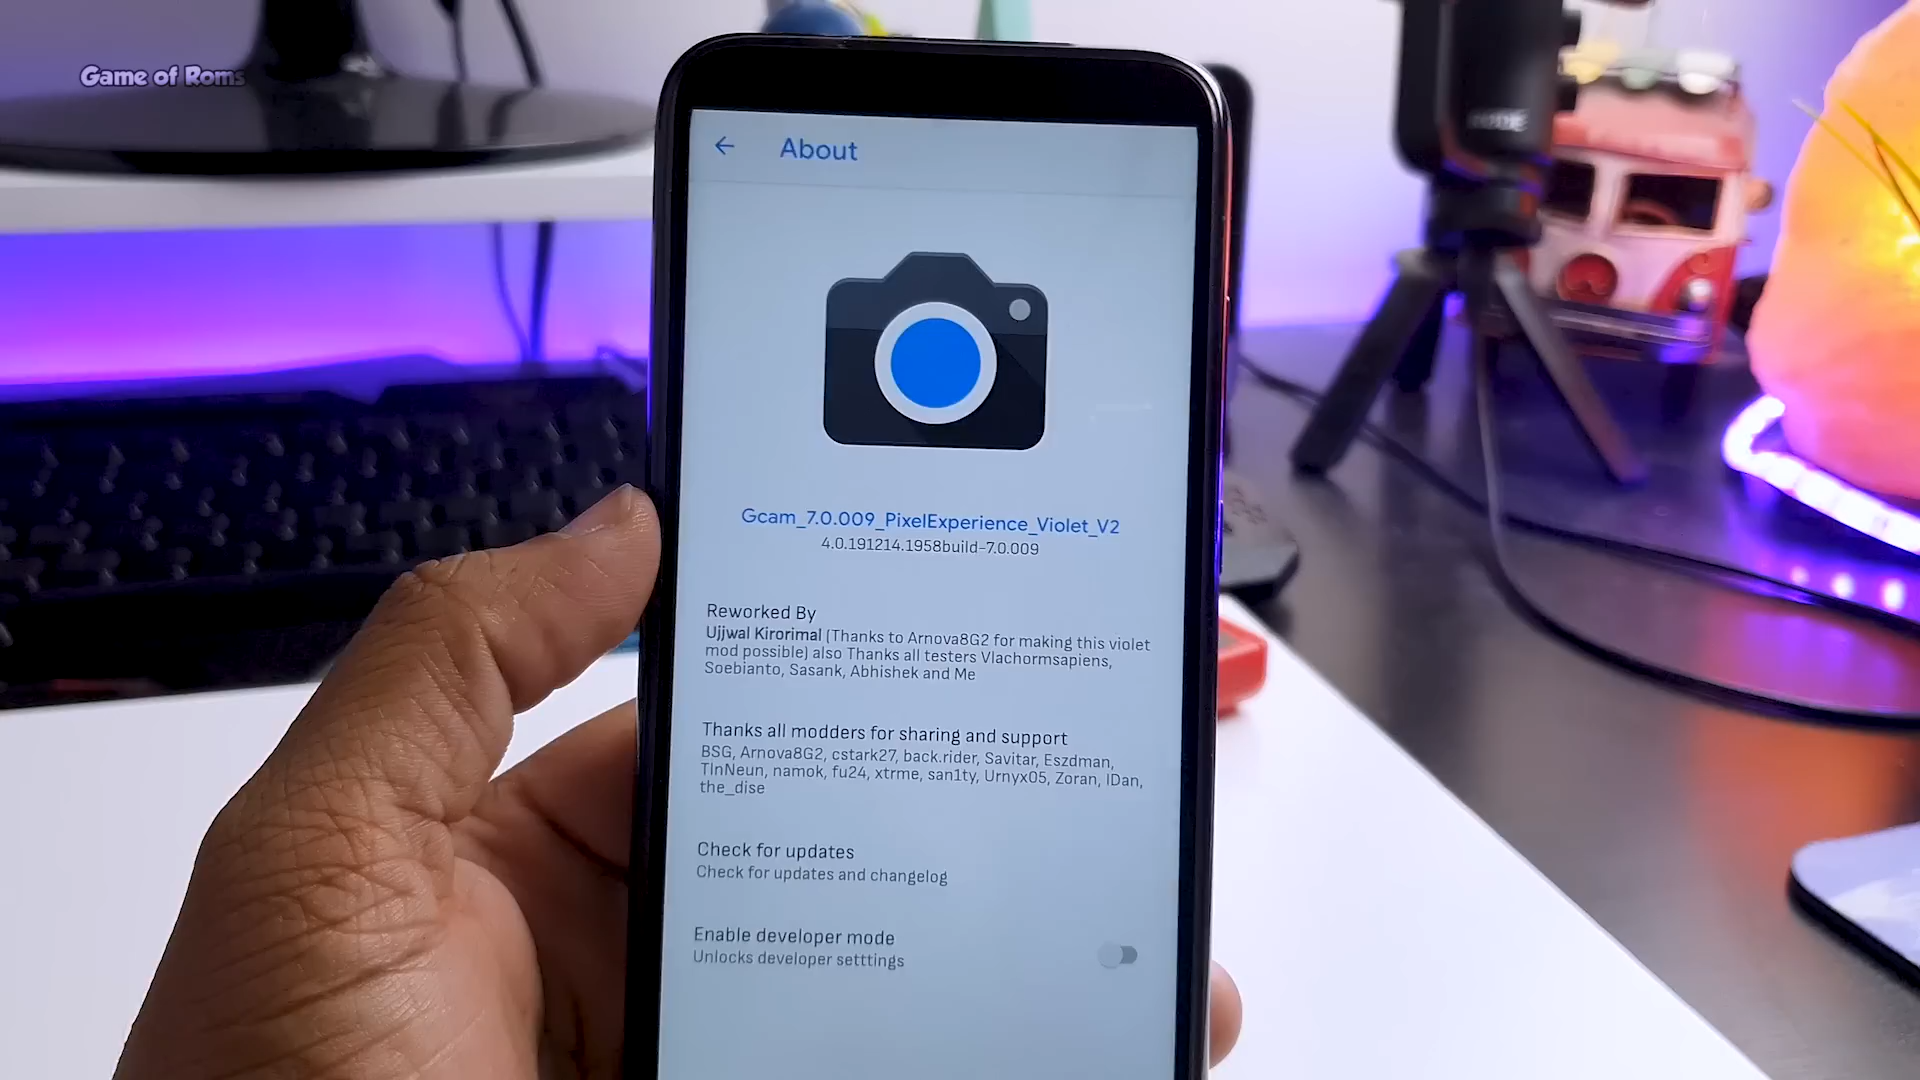 Game of Roms
About
Gcam_7.0.009_PixelExperience_Violet_V2
4.0.191214.1958build-7.0.009
Reworked By
Ujjwal Kirorimal (Thanks to Arnova8G2 for making this violet
mod possible) also Thanks all testers Vlachormsapiens,
Soebianto, Sasank, Abhishek and Me
Thanks all modders for sharing and support
BSG, Arnova8G2, cstark27, back.rider, Savitar, Eszdman,
TlnNeun, namok, fu24, xtrme, san1ty, Urnyx05, Zoran, IDan,
the_dise
Check for updates
Check for updates and changelog
Enable developer mode
Unlocks developer setttings